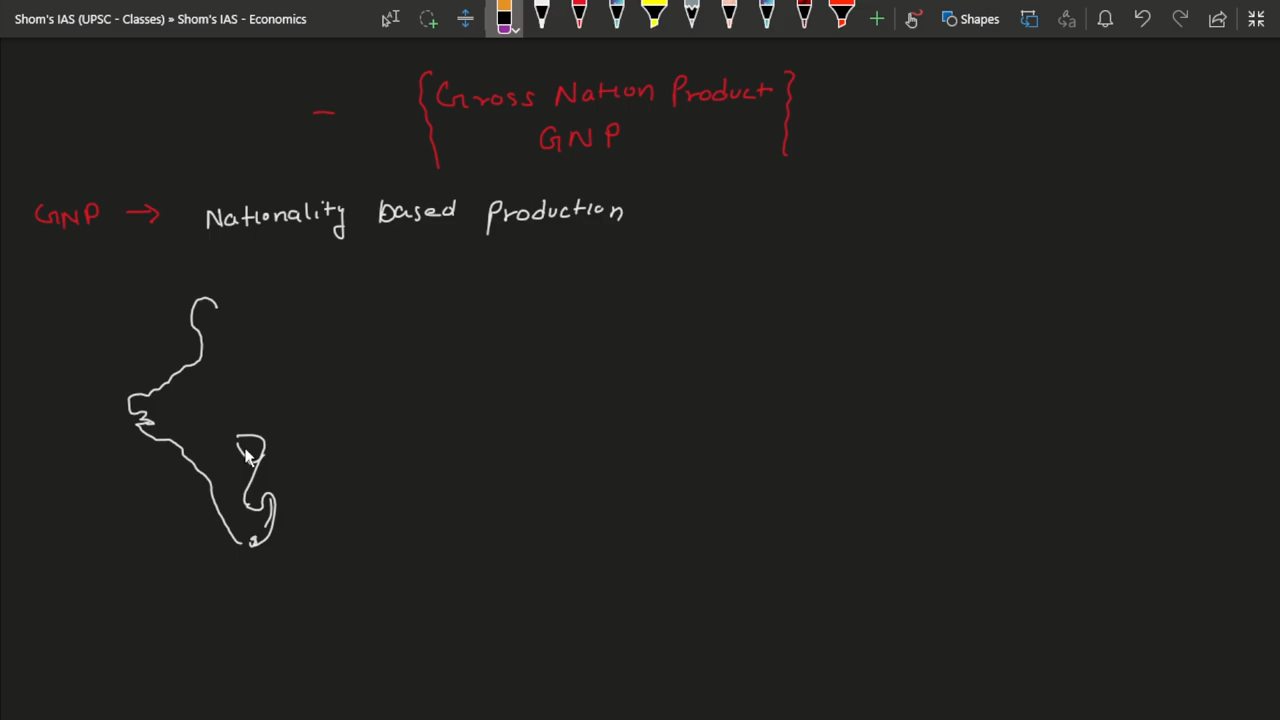 Shom's IAS (UPSC - Classes) » Shom's IAS - Economics
Shapes
- {Gross Nation Product
GNP}
GNP → Nationality based production